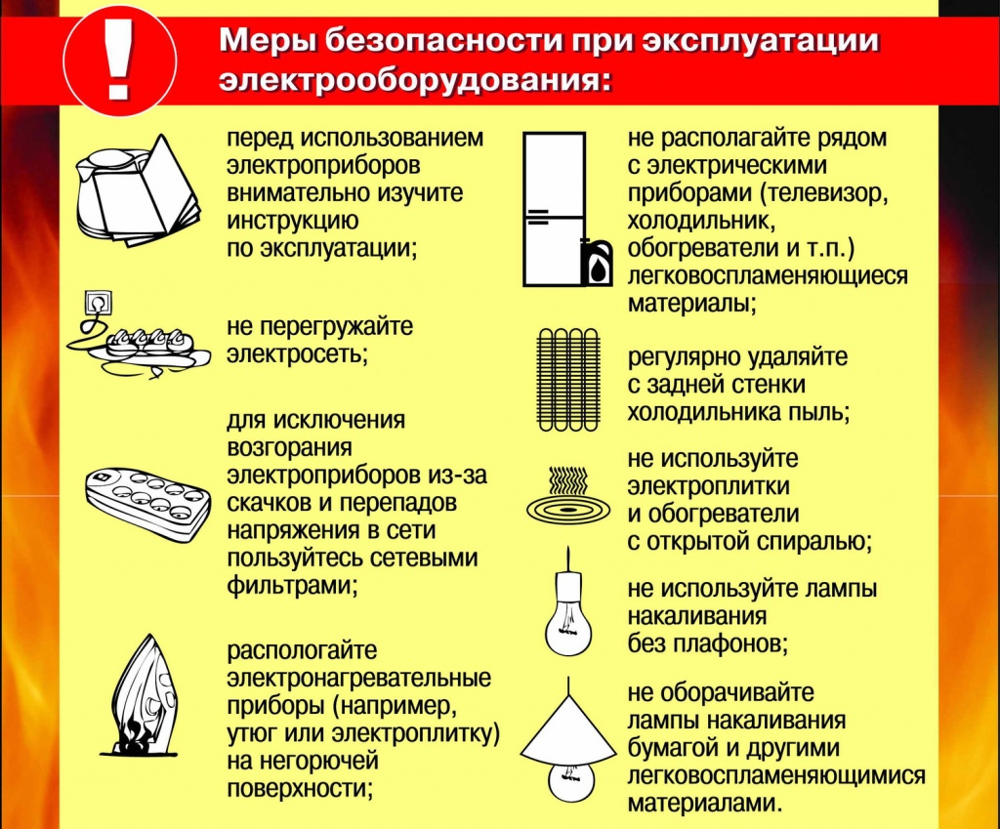 Меры безопасности при эксплуатации
электрооборудования:
перед использованием
электроприборов
внимательно изучите
инструкцию
по эксплуатации;
не перегружайте
электросеть;
для исключения
возгорания
электроприборов из-за
скачков и перепадов
напряжения в сети
пользуйтесь сетевыми
фильтрами;
распологайте
электронагревательные
приборы (например,
утюг или электроплитку)
на негорючей
поверхности;
не располагайте рядом
с электрическими
приборами (телевизор,
холодильник,
обогреватели и т.п.)
легковоспламеняющиеся
материалы;
регулярно удаляйте
с задней стенки
холодильника пыль;
не используйте
электроплитки
и обогреватели
с открытой спиралью;
не используйте лампы
накаливания
без плафонов;
не оборачивайте
лампы накаливания
бумагой и другими
легковоспламеняющимися
материалами.